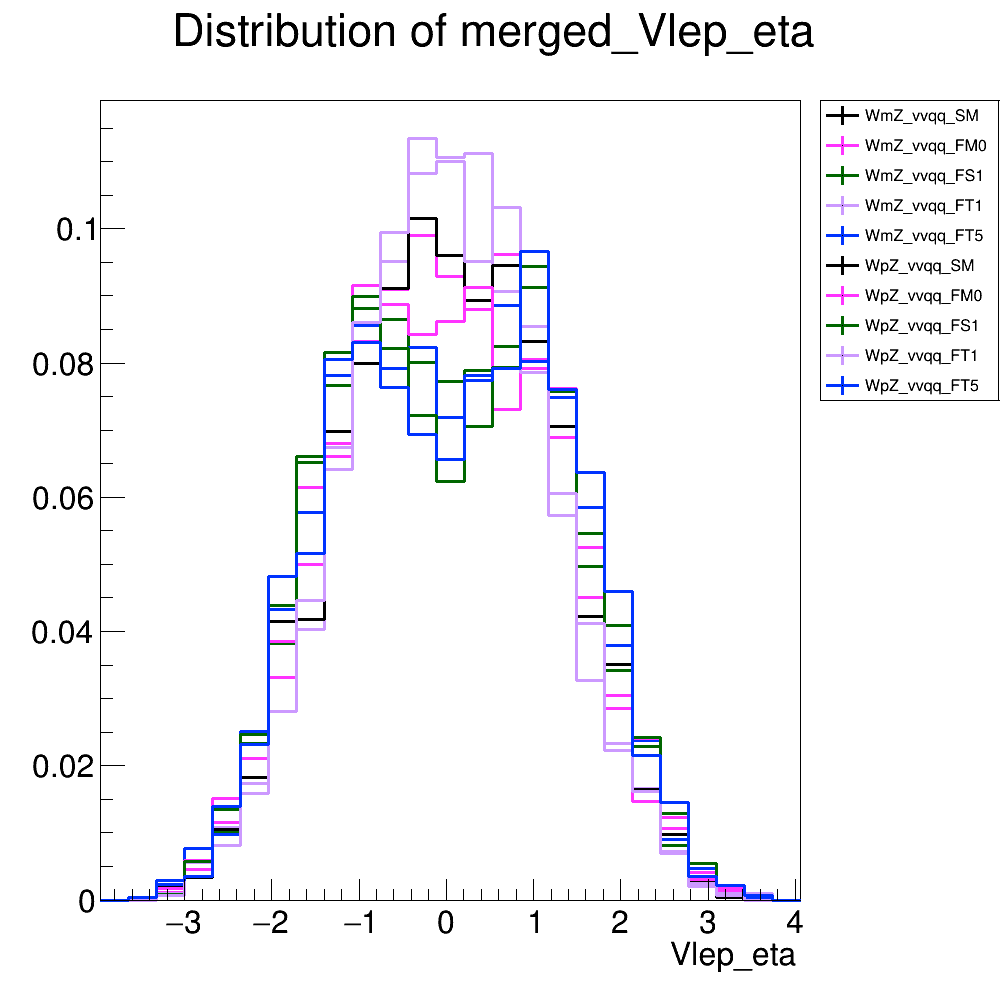 Distribution of merged_Vlep_eta
WmZ_vvqq_SM
WmZ_vvqq_FM0
WmZ_vvqq_FS1
WmZ_vvqq_FT1
WmZ_vvqq_FT5
WpZ_vvqq_SM
WpZ_vvqq_FM0
WpZ_vvqq_FS1
WpZ_vvqq_FT1
WpZ_vvqq_FT5
0.1
0.08
0.06
0.04
0.02
0
−3 −2 −1 0 1 2 3 4
Vlep_eta